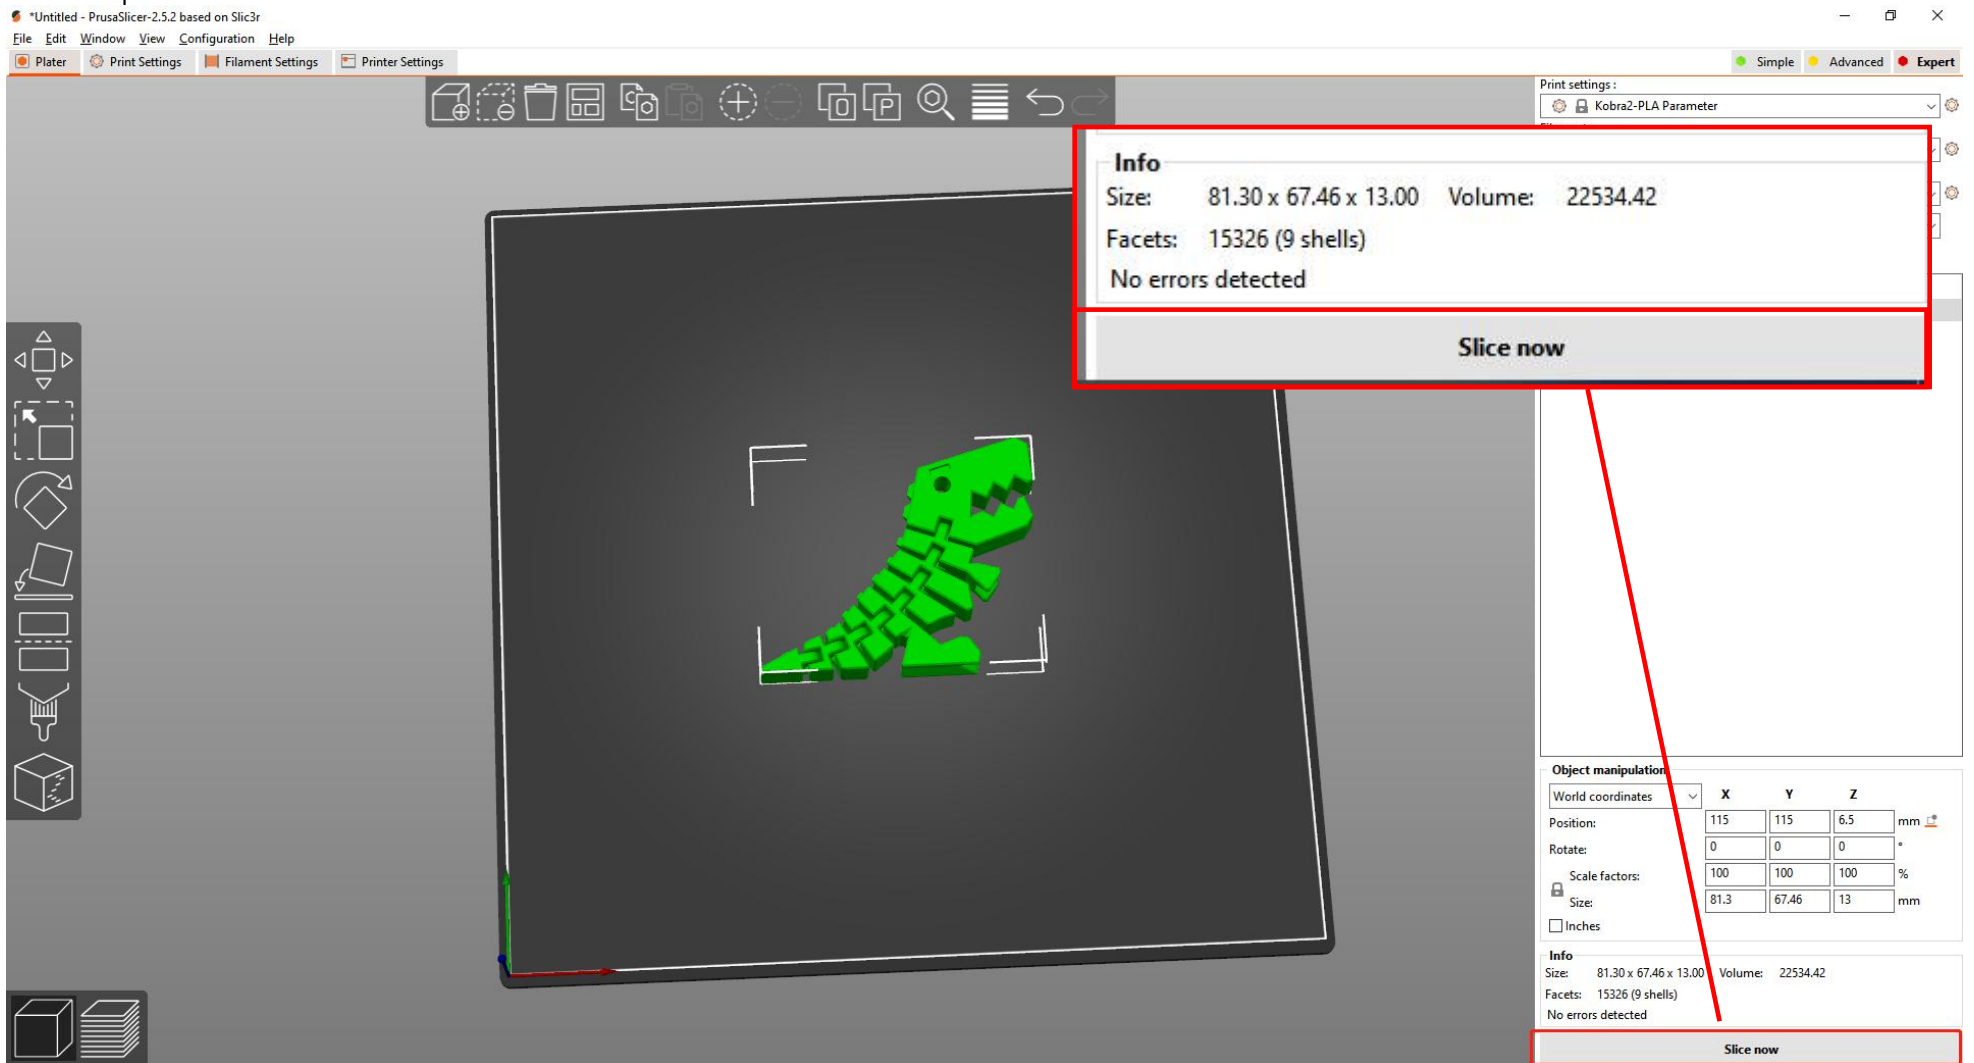 *Untitled - PrusaSlicer-2.5.2 based on Slic3r
File Edit Window View Configuration Help
Plater Print Settings Filament Settings Printer Settings
Simple Advanced Expert
Print settings :
Kobra2-PLA Parameter
Info
Size: 81.30 x 67.46 x 13.00 Volume: 22534.42
Facets: 15326 (9 shells)
No errors detected
Slice now
Object manipulation
World coordinates X Y Z
Position: 115 115 6.5 mm
Rotate: 0 0 0 °
Scale factors: 100 100 100 %
Size: 81.3 67.46 13 mm
Inches
Info
Size: 81.30 x 67.46 x 13.00 Volume: 22534.42
Facets: 15326 (9 shells)
No errors detected
Slice now